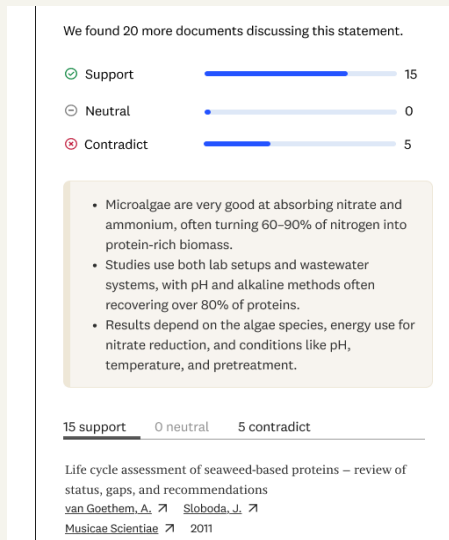 We found 20 more documents discussing this statement.
Support 15
Neutral 0
Contradict 5
• Microalgae are very good at absorbing nitrate and
ammonium, often turning 60–90% of nitrogen into
protein-rich biomass.
• Studies use both lab setups and wastewater
systems, with pH and alkaline methods often
recovering over 80% of proteins.
• Results depend on the algae species, energy use for
nitrate reduction, and conditions like pH,
temperature, and pretreatment.
15 support 0 neutral 5 contradict
Life cycle assessment of seaweed-based proteins – review of
status, gaps, and recommendations
van Goethem, A. ↗ Sloboda, J. ↗
Musicae Scientiae ↗ 2011